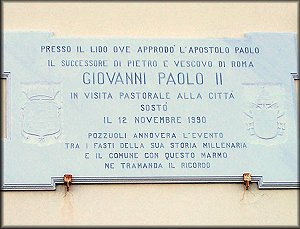 PRESSO IL LIDO OVE APPRODÒ L'APOSTOLO PAOLO
IL SUCCESSORE DI PIETRO E VESCOVO DI ROMA
GIOVANNI PAOLO II
IN VISITA PASTORALE ALLA CITTÀ
SOSTÒ
IL 12 NOVEMBRE 1990
POZZUOLI ANNOVERA L'EVENTO
TRA I FASTI DELLA SUA STORIA MILLENARIA
E IL COMUNE CON QUESTO MARMO
NE TRAMANDA IL RICORDO